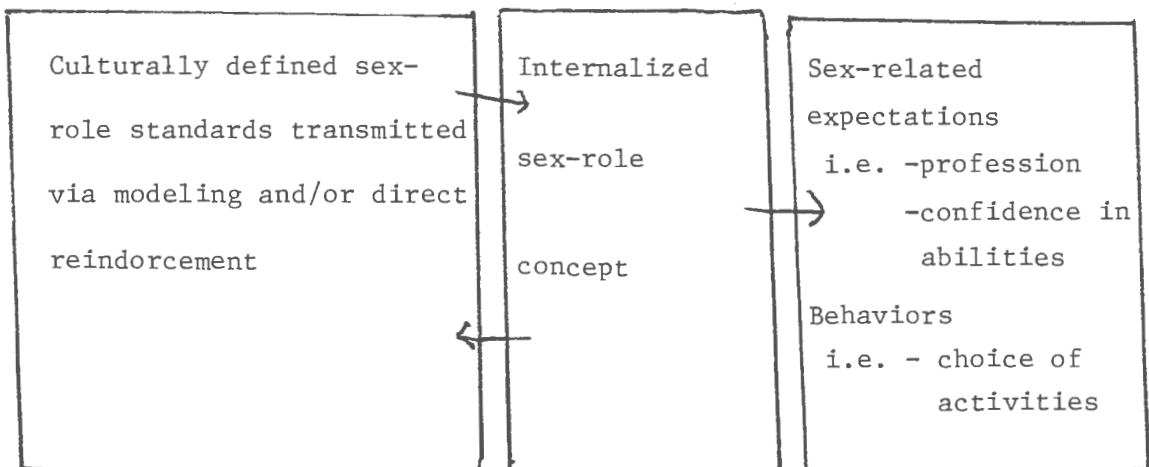 Culturally defined sex-
role standards transmitted
via modeling and/or direct
reindorcement
Internalized
sex-role
concept
Sex-related
expectations
i.e. -profession
-confidence in
abilities
Behaviors
i.e. - choice of
activities